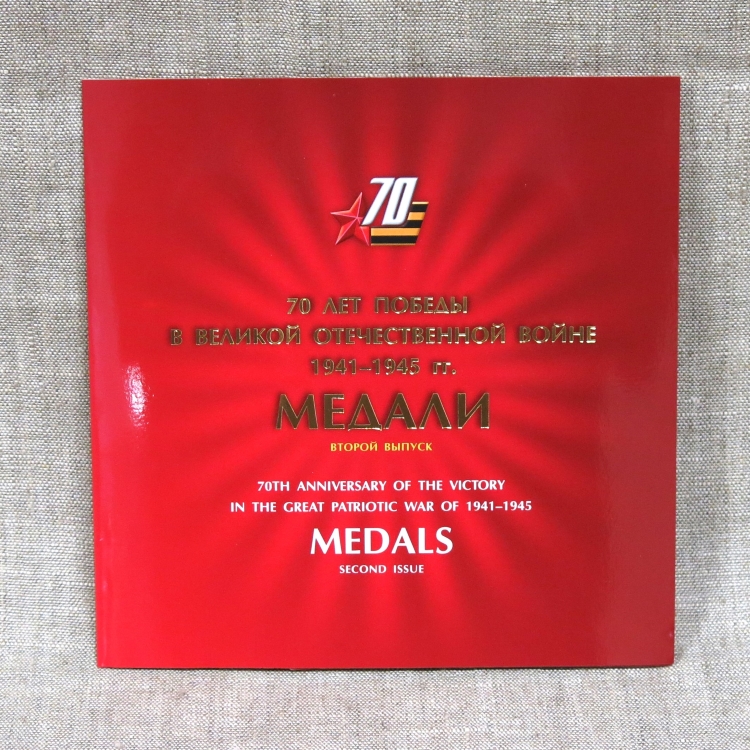 70
70 ЛЕТ ПОБЕДЫ
В ВЕЛИКОЙ ОТЕЧЕСТВЕННОЙ ВОЙНЕ
1941–1945 гг.
МЕДАЛИ
ВТОРОЙ ВЫПУСК
70TH ANNIVERSARY OF THE VICTORY
IN THE GREAT PATRIOTIC WAR OF 1941–1945
MEDALS
SECOND ISSUE